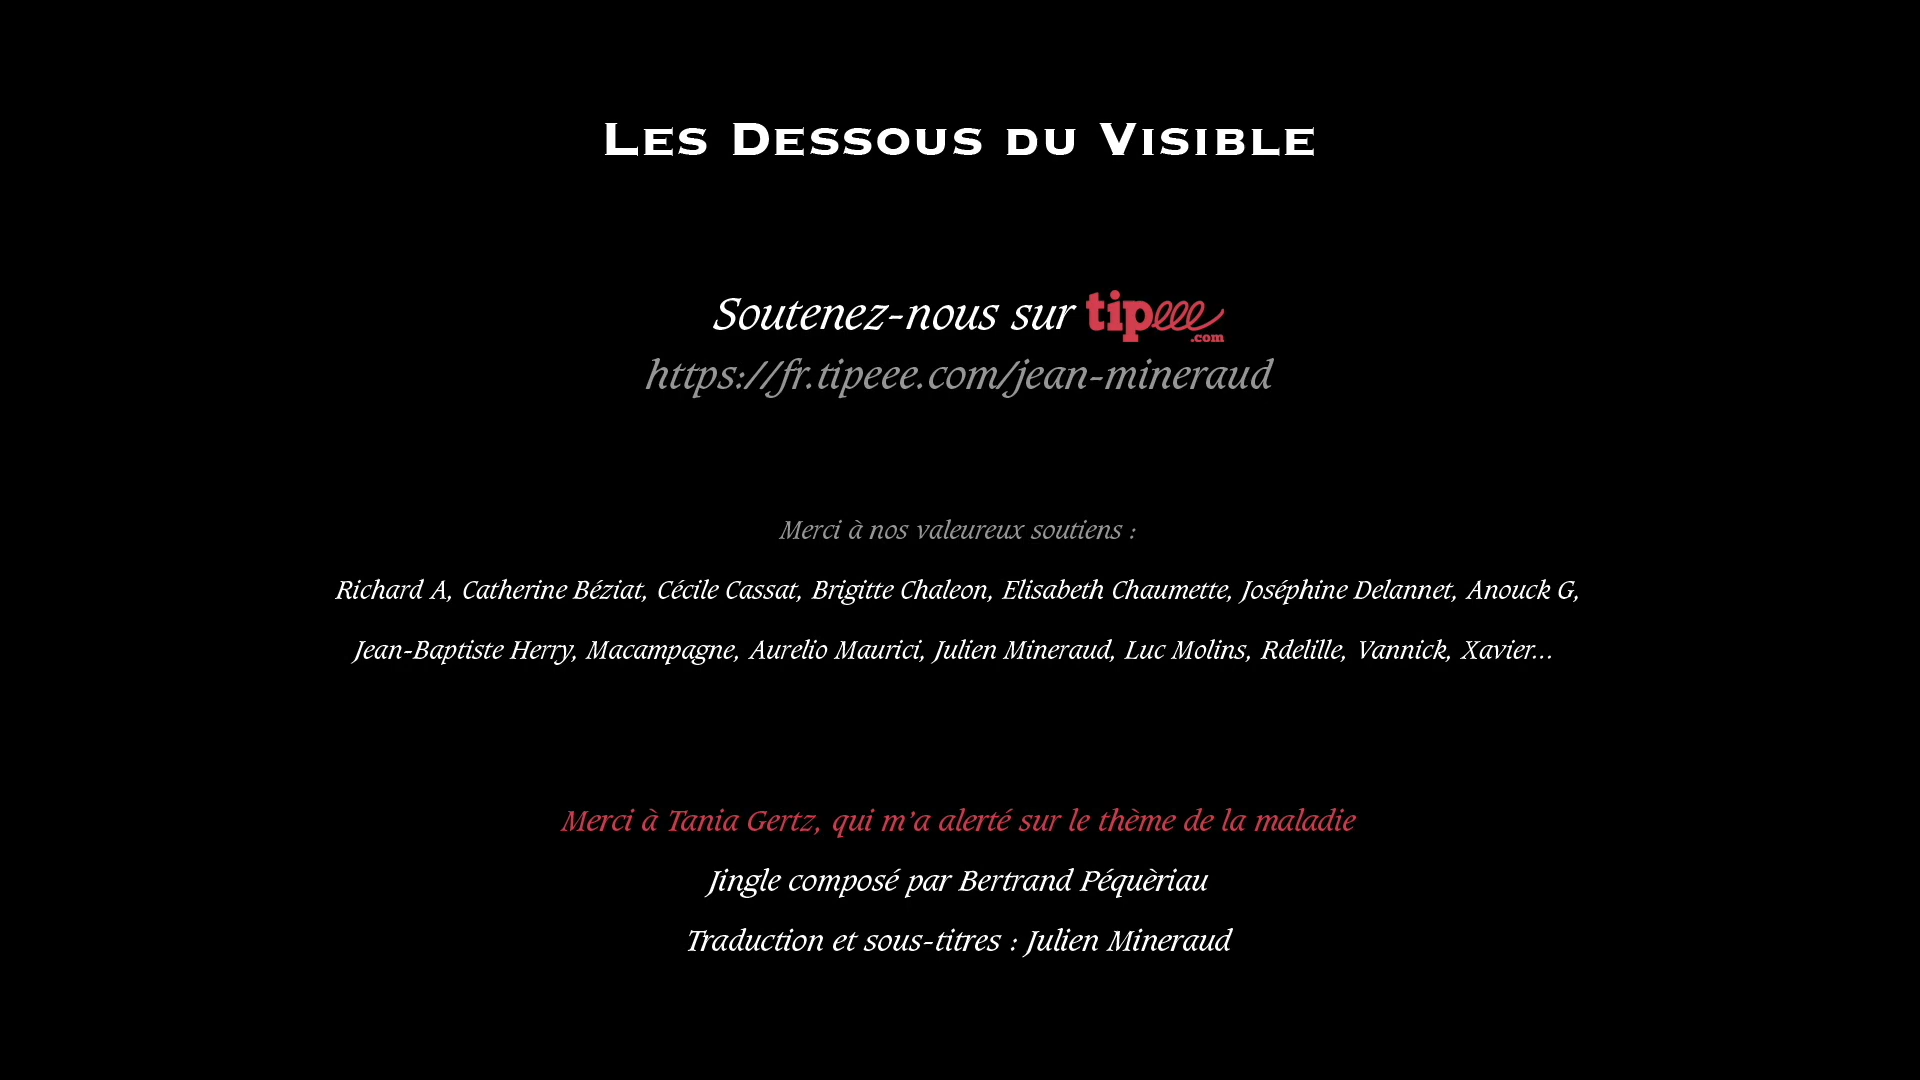 Les Dessous du Visible
Soutenez-nous sur tipeee.com
https://fr.tipeee.com/jean-mineraud
Merci à nos valeureux soutiens :
Richard A, Catherine Béziat, Cécile Cassat, Brigitte Chaleon, Elisabeth Chaumette, Joséphine Delannet, Anouck G,
Jean-Baptiste Herry, Macampagne, Aurelio Maurici, Julien Mineraud, Luc Molins, Rdelille, Vannick, Xavier...
Merci à Tania Gertz, qui m'a alerté sur le thème de la maladie
Jingle composé par Bertrand Péquèriau
Traduction et sous-titres : Julien Mineraud